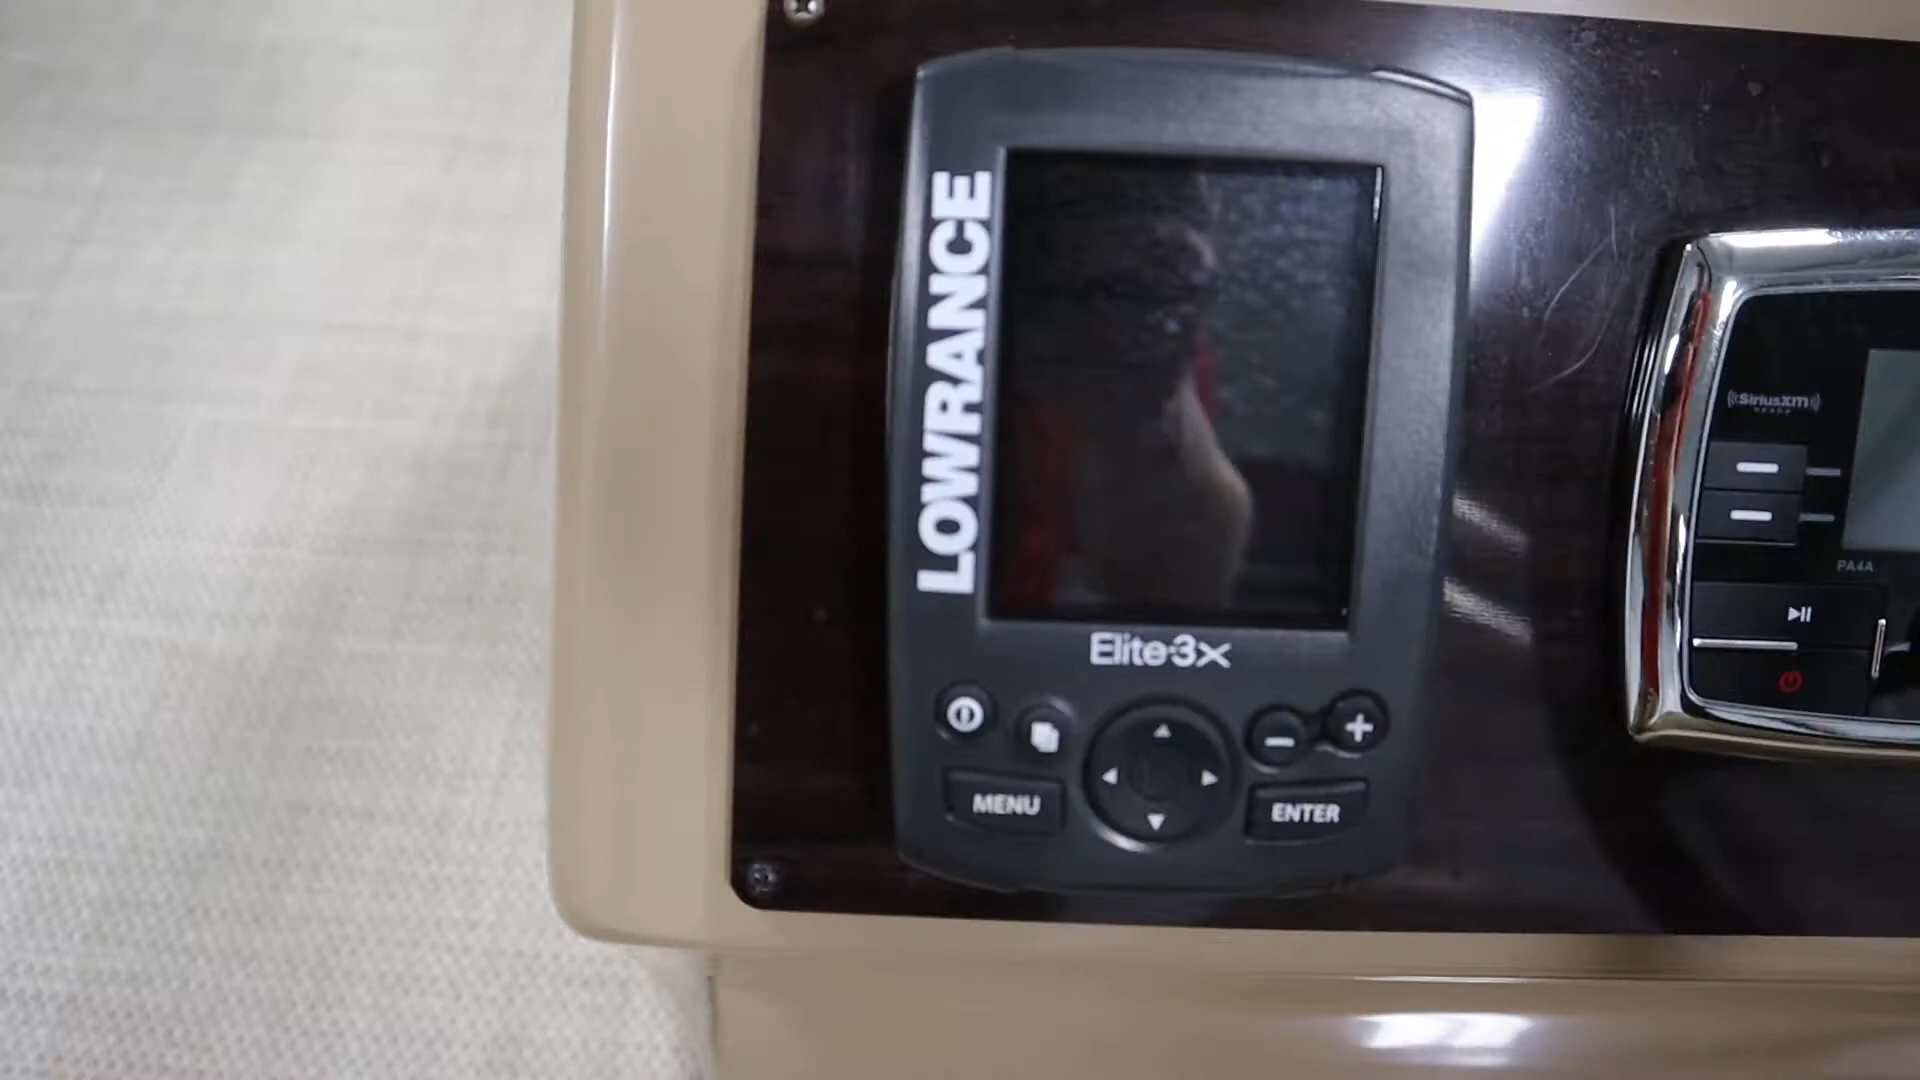 LOWRANCE
Elite-3x
MENU
ENTER
SiriusXM
PA4A